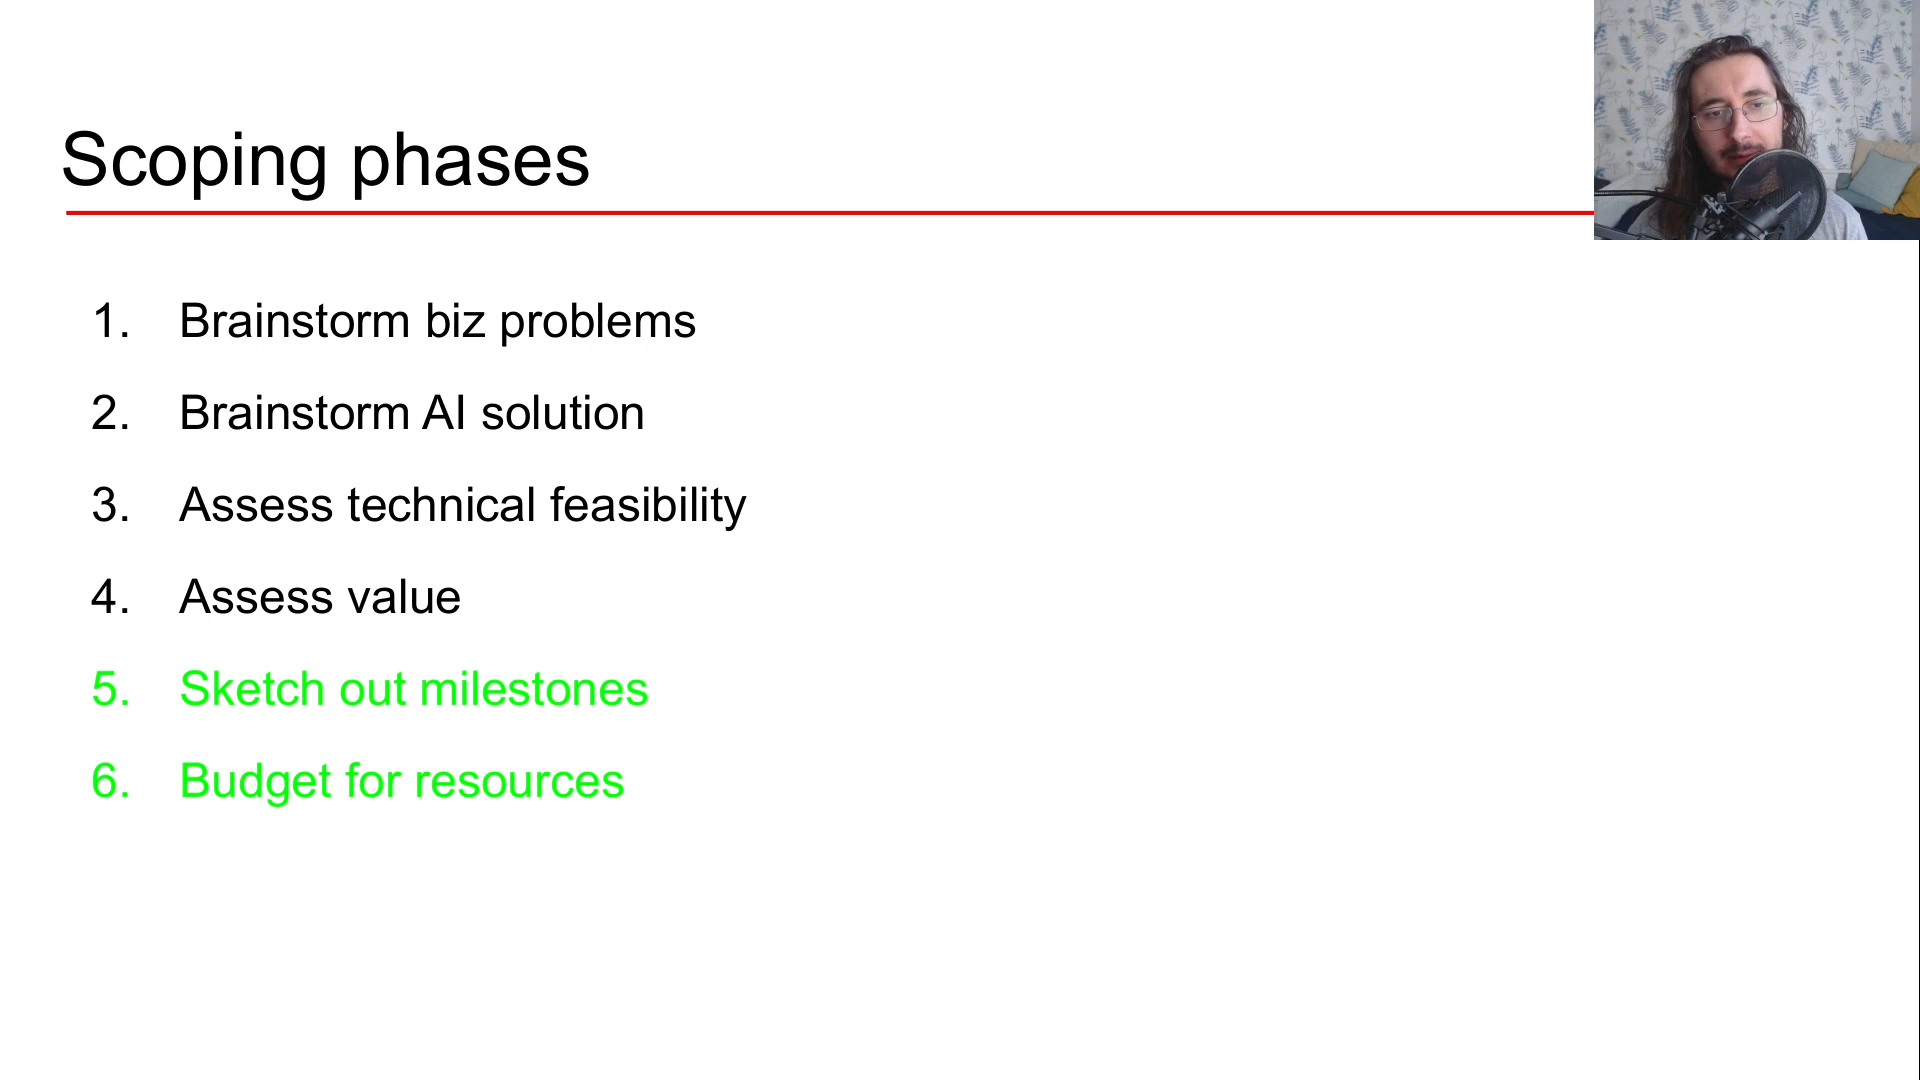 Scoping phases
1. Brainstorm biz problems
2. Brainstorm AI solution
3. Assess technical feasibility
4. Assess value
5. Sketch out milestones
6. Budget for resources